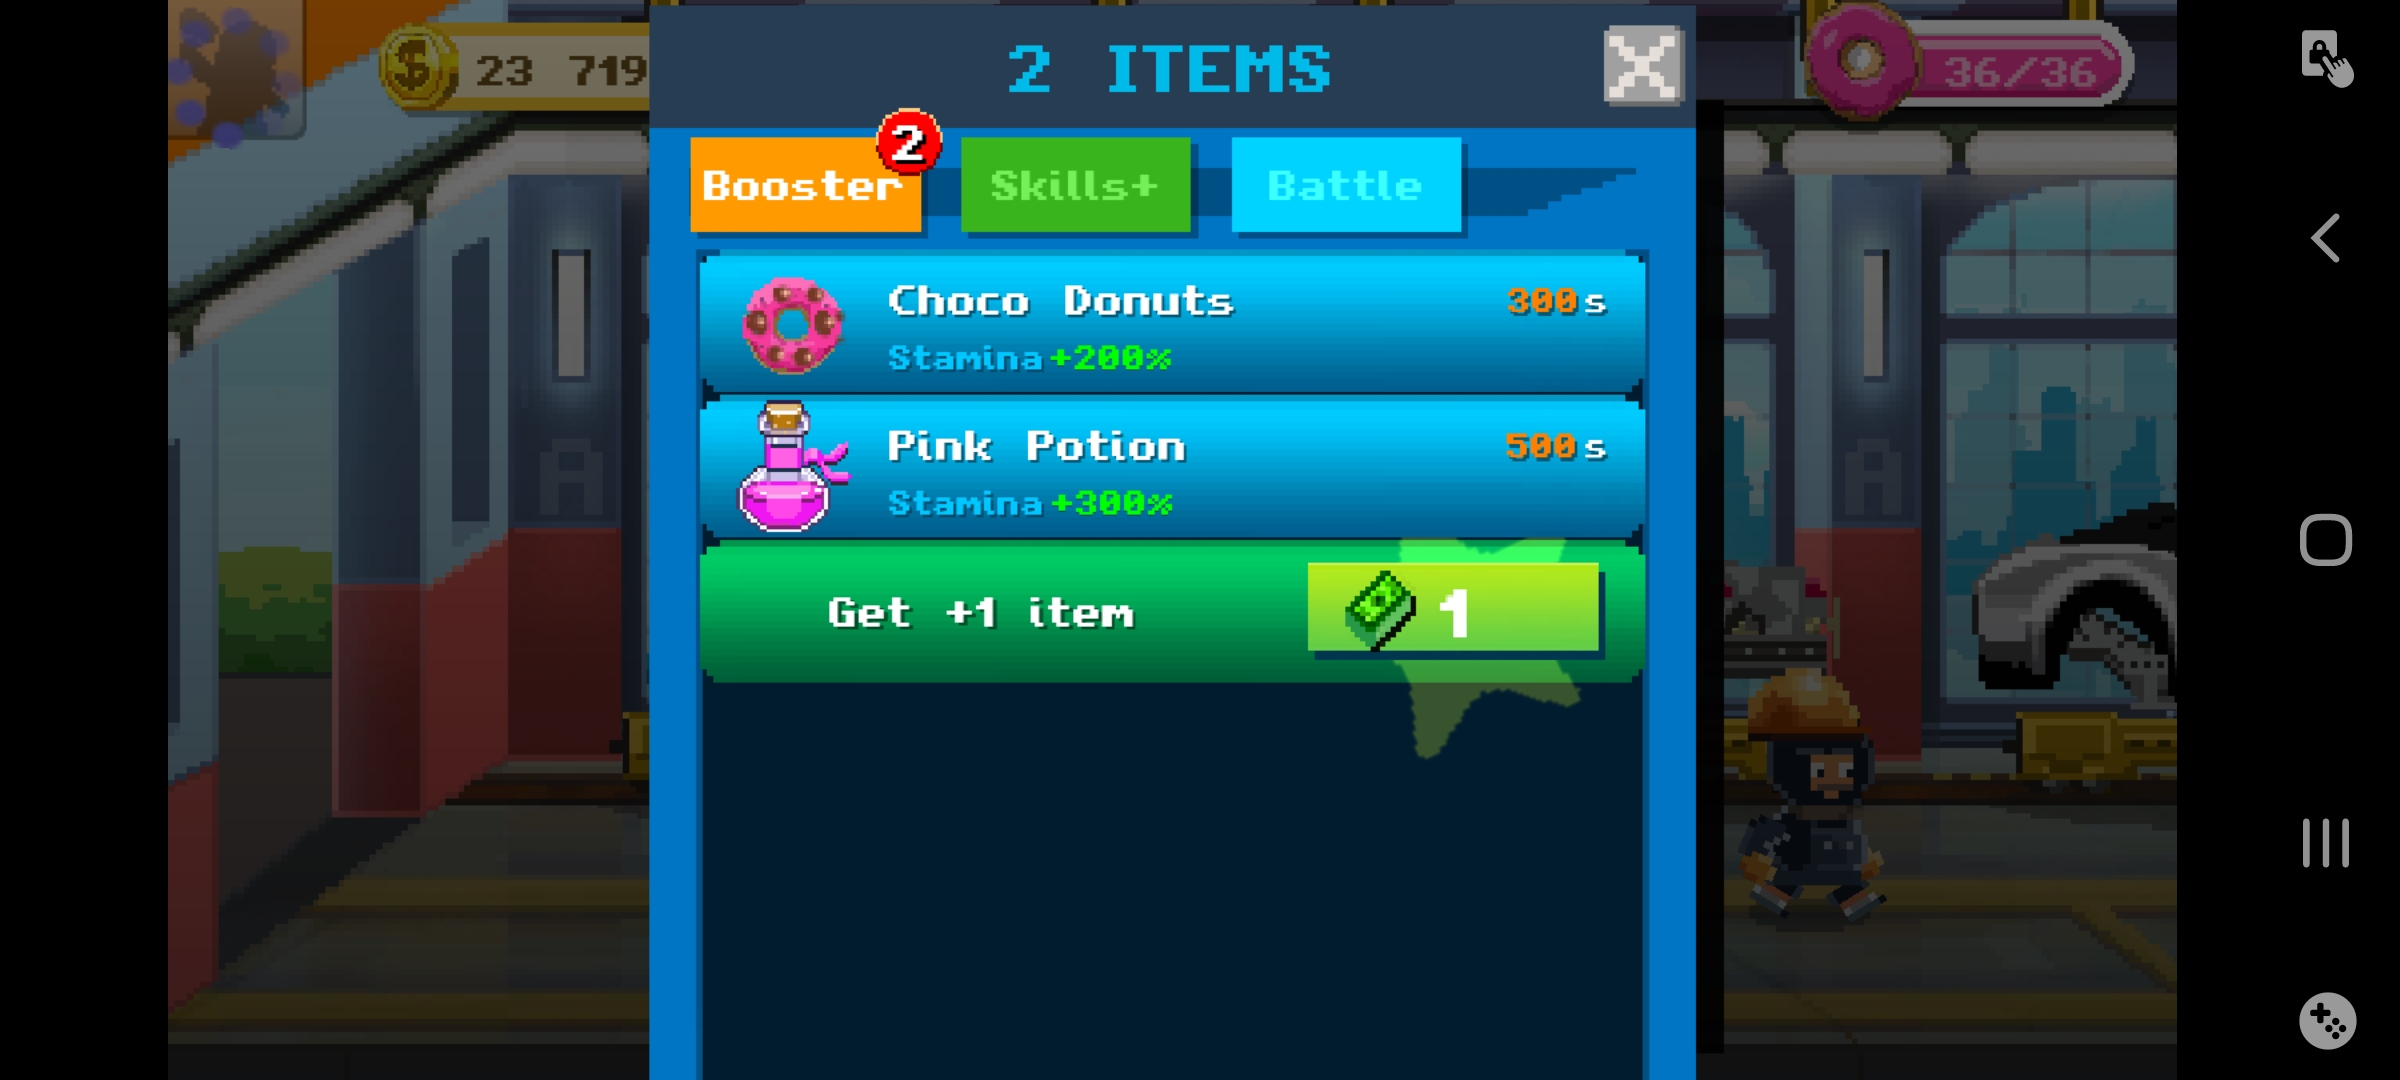 23 719
2 ITEMS
36/36
Booster
2
Skills+
Battle
Choco Donuts
300s
Stamina +200%
Pink Potion
500s
Stamina +300%
Get +1 item
1
A
A